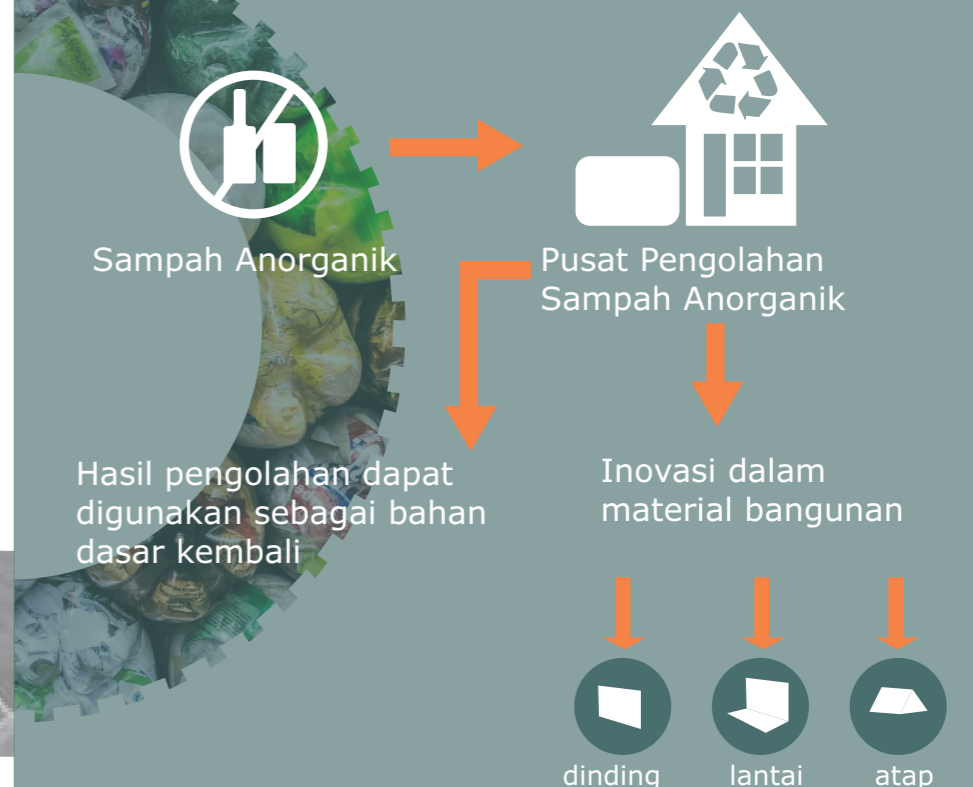 Sampah Anorganik
Pusat Pengolahan
Sampah Anorganik
Hasil pengolahan dapat
digunakan sebagai bahan
dasar kembali
Inovasi dalam
material bangunan
dinding
lantai
atap